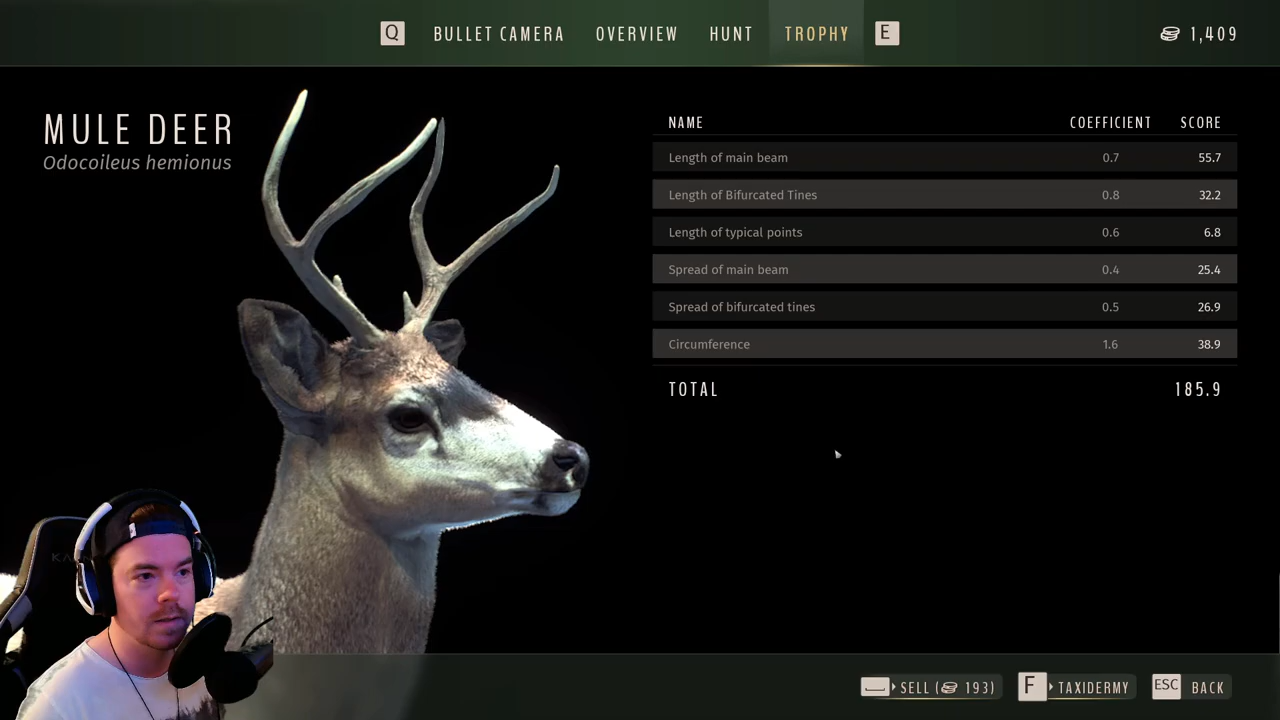 Q BULLET CAMERA OVERVIEW HUNT TROPHY E 1,409
MULE DEER
Odocoileus hemionus
NAME COEFFICIENT SCORE
Length of main beam 0.7 55.7
Length of Bifurcated Tines 0.8 32.2
Length of typical points 0.6 6.8
Spread of main beam 0.4 25.4
Spread of bifurcated tines 0.5 26.9
Circumference 1.6 38.9
TOTAL 185.9
SELL ( 193) F TAXIDERMY ESC BACK